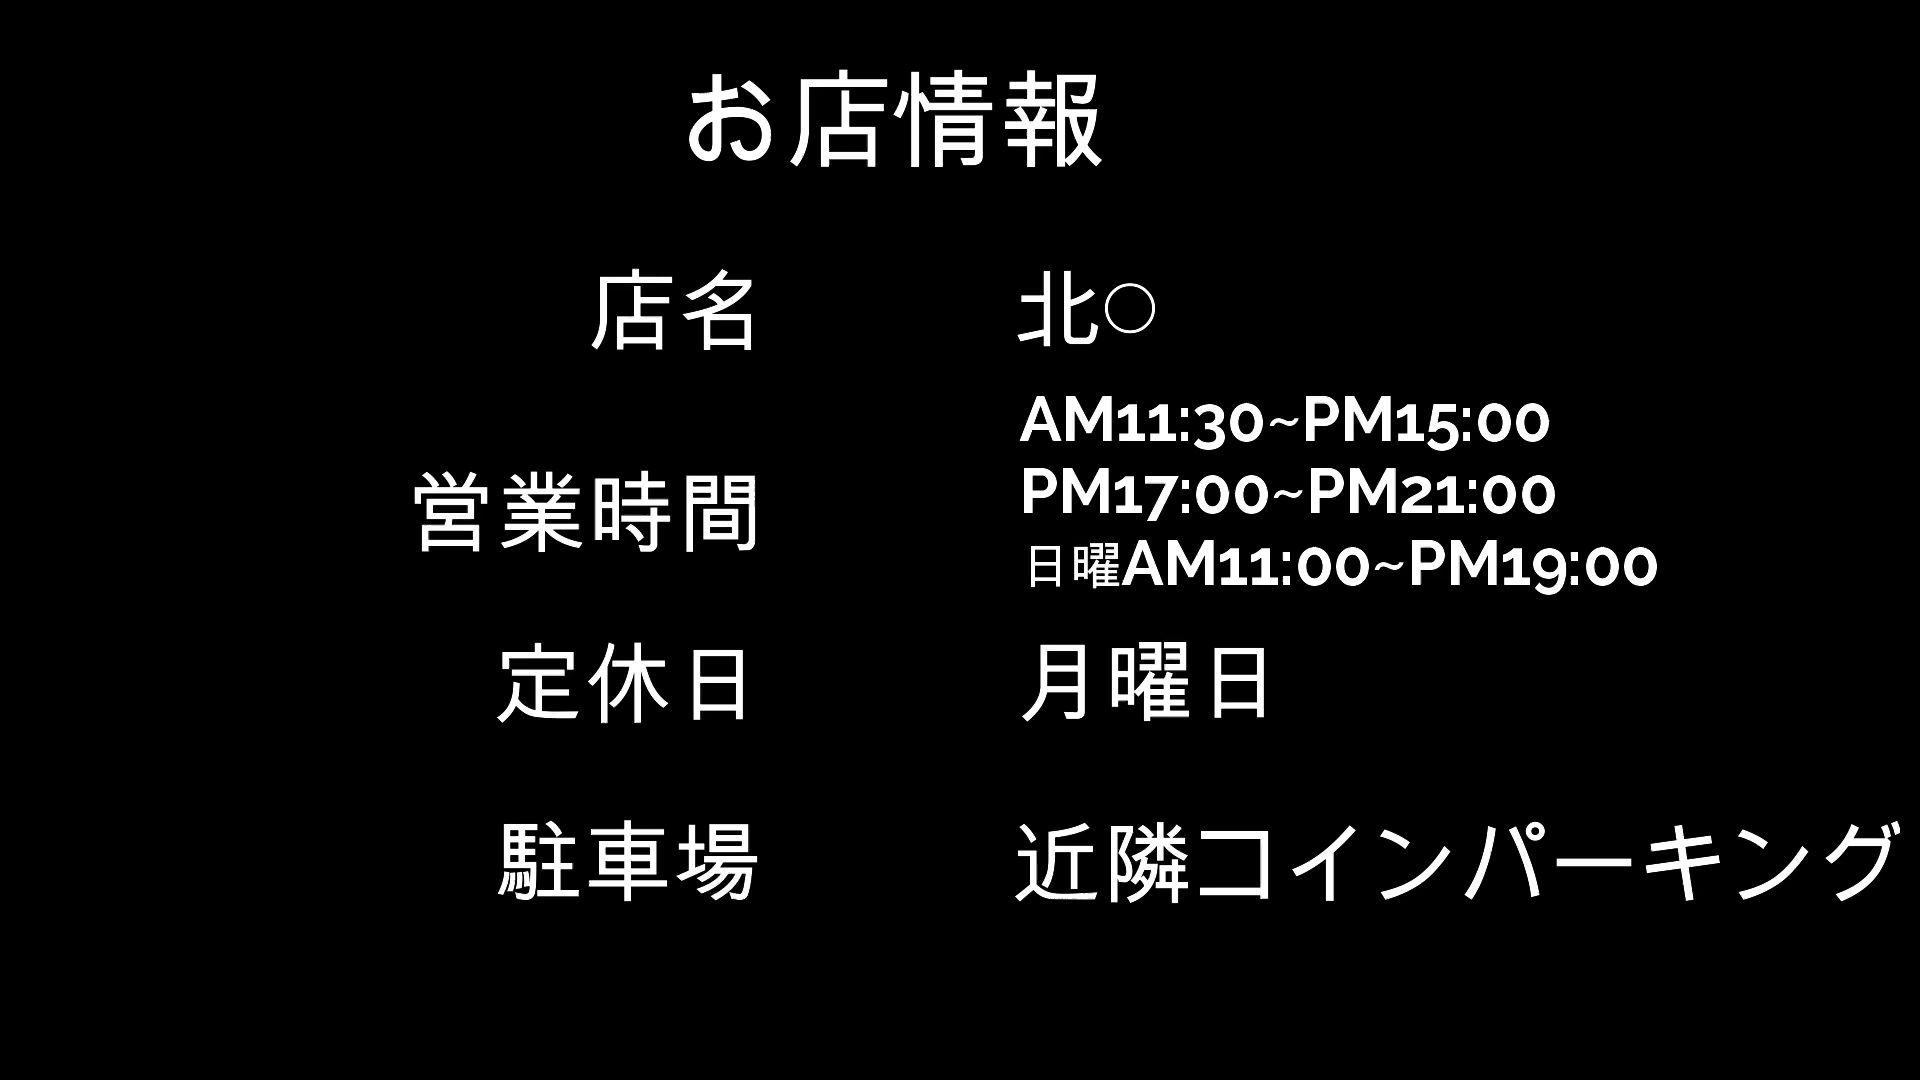 お店情報
店名 北○
営業時間 AM11:30~PM15:00
PM17:00~PM21:00
日曜AM11:00~PM19:00
定休日 月曜日
駐車場 近隣コインパーキング